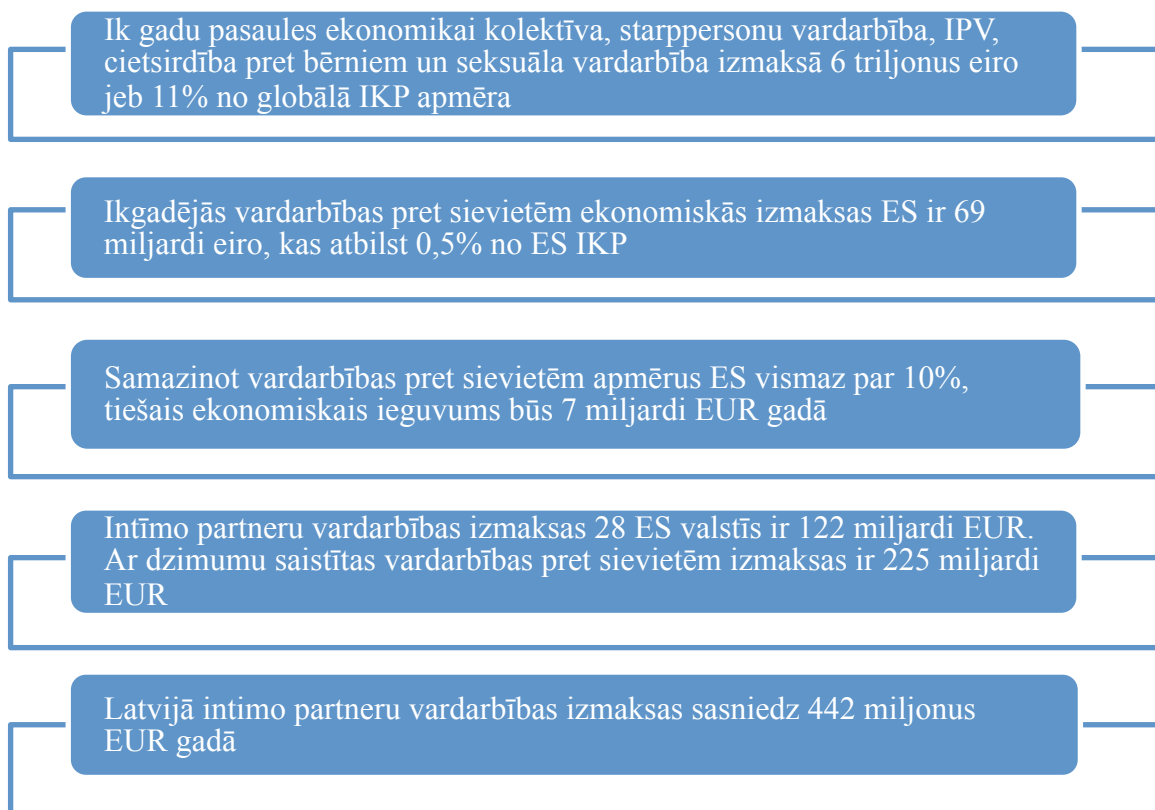 Ik gadu pasaules ekonomikai kolektīva, starppersonu vardarbība, IPV,
cietsirdība pret bērniem un seksuāla vardarbība izmaksā 6 triljonus eiro
jeb 11% no globālā IKP apmēra
Ikgadējās vardarbības pret sievietēm ekonomiskās izmaksas ES ir 69
miljardi eiro, kas atbilst 0,5% no ES IKP
Samazinot vardarbības pret sievietēm apmērus ES vismaz par 10%,
tiešais ekonomiskais ieguvums būs 7 miljardi EUR gadā
Intīmo partneru vardarbības izmaksas 28 ES valstīs ir 122 miljardi EUR.
Ar dzimumu saistītas vardarbības pret sievietēm izmaksas ir 225 miljardi
EUR
Latvijā intimo partneru vardarbības izmaksas sasniedz 442 miljonus
EUR gadā